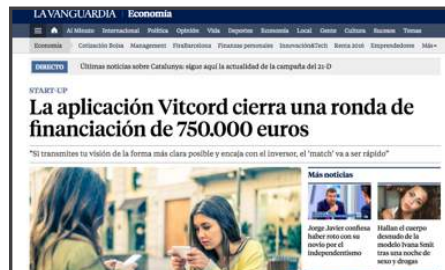 LAVANGUARDIA | Economía
Al Minuto Internacional Política Opinión Vida Deportes Economía Local Gente Cultura Sucesos Temas
Economía Cotización Bolsa Management FiraBarcelona Finanzas personales Innovación&Tech Renta 2016 Emprendedores Más+
DIRECTO Últimas noticias sobre Catalunya: sigue aquí la actualidad de la campaña del 21-D
START-UP
La aplicación Vitcord cierra una ronda de
financiación de 750.000 euros
"Si transmites tu visión de la forma más clara posible y encaja con el inversor, el 'match' va a ser rápido"
Más noticias
Jorge Javier confiesa
haber roto con su
novio por el
independentismo
Hallan el cuerpo
desnudo de la
modelo Ivana Smit
tras una noche de
sexo y drogas